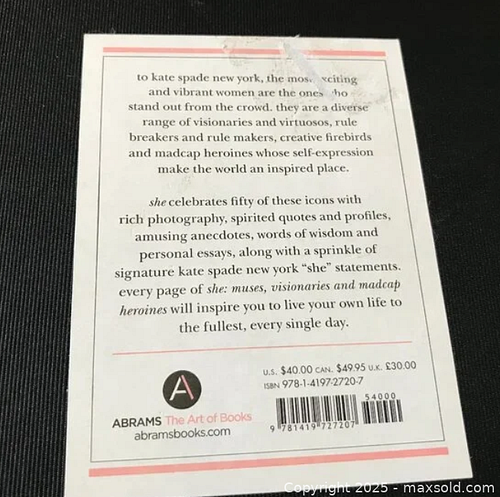 to kate spade new york, the most exciting
and vibrant women are the ones who
stand out from the crowd. they are a diverse
range of visionaries and virtuosos, rule
breakers and rule makers, creative firebirds
and madcap heroines whose self-expression
make the world an inspired place.
she celebrates fifty of these icons with
rich photography, spirited quotes and profiles,
amusing anecdotes, words of wisdom and
personal essays, along with a sprinkle of
signature kate spade new york “she” statements.
every page of she: muses, visionaries and madcap
heroines will inspire you to live your own life to
the fullest, every single day.
A
ABRAMS The Art of Books
abramsbooks.com
U.S. $40.00 CAN. $49.95 U.K. £30.00
ISBN 978-1-4197-2720-7
54000
9 781419 727207
Copyright 2025 - maxsold.com